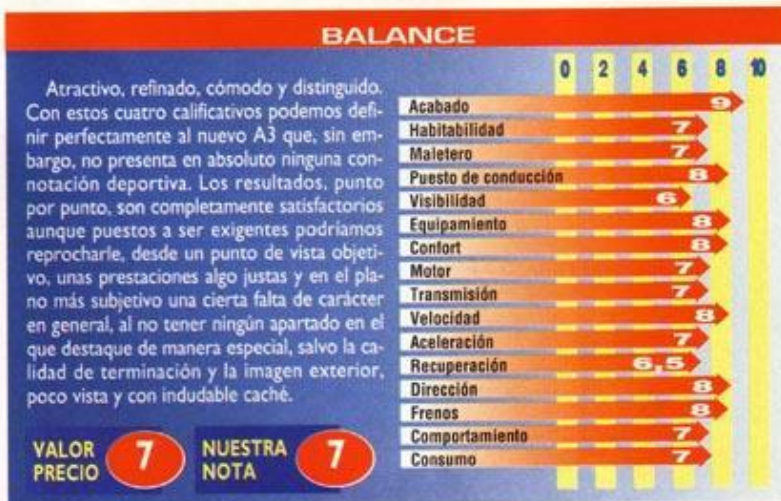 BALANCE
Atractivo, refinado, cómodo y distinguido.
Con estos cuatro calificativos podemos defi-
nir perfectamente al nuevo A3 que, sin em-
bargo, no presenta en absoluto ninguna con-
notación deportiva. Los resultados, punto
por punto, son completamente satisfactorios
aunque puestos a ser exigentes podríamos
reprocharle, desde un punto de vista objeti-
vo, unas prestaciones algo justas y en el pla-
no más subjetivo una cierta falta de carácter
en general, al no tener ningún apartado en el
que destaque de manera especial, salvo la ca-
lidad de terminación y la imagen exterior,
poco vista y con indudable caché.
VALOR
PRECIO
7
NUESTRA
NOTA
7
0 2 4 6 8 10
Acabado 9
Habitabilidad 7
Maletero 7
Puesto de conducción 8
Visibilidad 6
Equipamiento 8
Confort 8
Motor 7
Transmisión 7
Velocidad 8
Aceleración 7
Recuperación 6,5
Dirección 8
Frenos 8
Comportamiento 7
Consumo 7